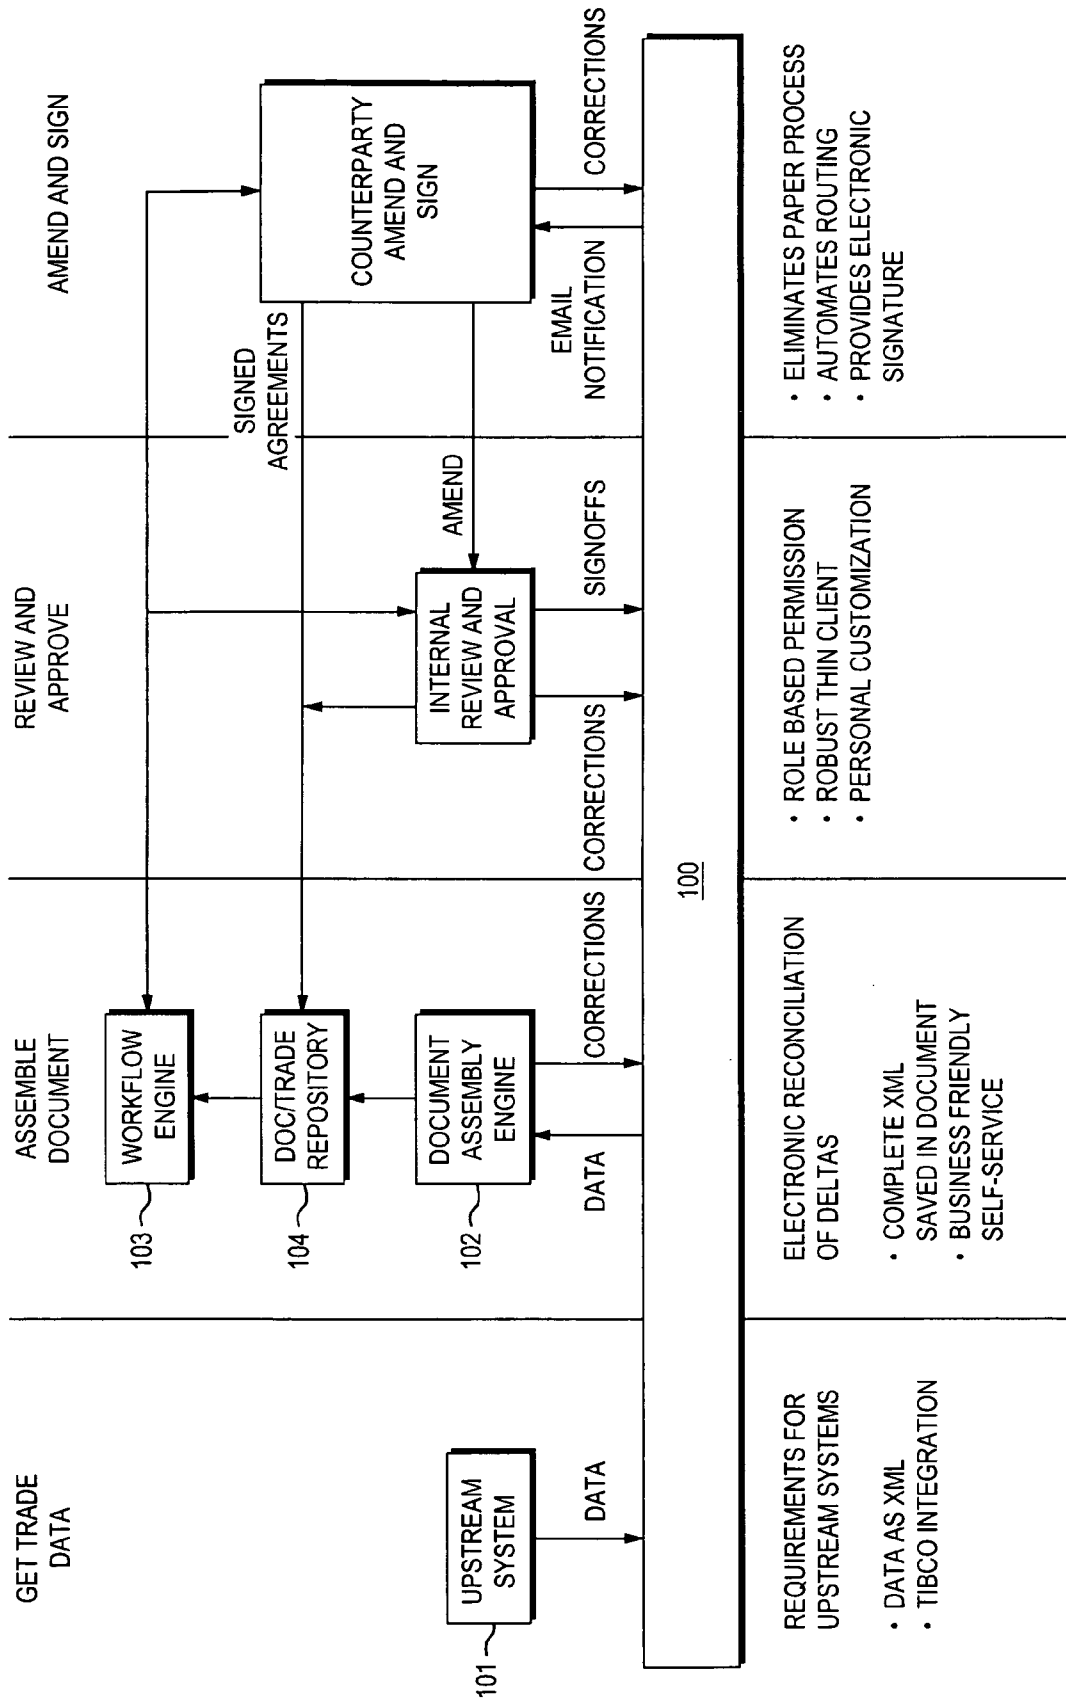 GET TRADE
DATA
ASSEMBLE
DOCUMENT
REVIEW AND
APPROVE
AMEND AND SIGN
103
WORKFLOW
ENGINE
104
DOC/TRADE
REPOSITORY
102
DOCUMENT
ASSEMBLY
ENGINE
101
UPSTREAM
SYSTEM
INTERNAL
REVIEW AND
APPROVAL
COUNTERPARTY
AMEND AND
SIGN
SIGNED
AGREEMENTS
AMEND
DATA
DATA
CORRECTIONS
CORRECTIONS
SIGNOFFS
EMAIL
NOTIFICATION
CORRECTIONS
100
REQUIREMENTS FOR
UPSTREAM SYSTEMS
• DATA AS XML
• TIBCO INTEGRATION
ELECTRONIC RECONCILIATION
OF DELTAS
• COMPLETE XML
SAVED IN DOCUMENT
• BUSINESS FRIENDLY
SELF-SERVICE
• ROLE BASED PERMISSION
• ROBUST THIN CLIENT
• PERSONAL CUSTOMIZATION
• ELIMINATES PAPER PROCESS
• AUTOMATES ROUTING
• PROVIDES ELECTRONIC
SIGNATURE